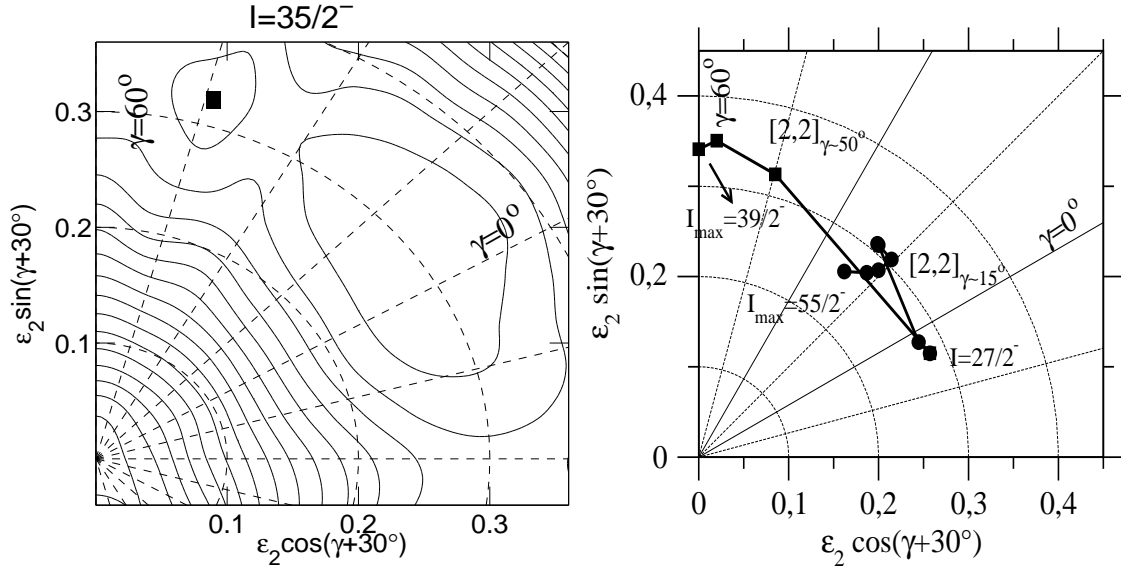 I=35/2⁻
γ=60°
γ=0°
0.3
0.2
0.1
ε₂sin(γ+30°)
0.1
0.2
0.3
ε₂cos(γ+30°)
γ=60°
[2,2]γ~50°
Imax=39/2⁻
γ=0°
[2,2]γ~15°
Imax=55/2⁻
I=27/2⁻
0,4
0,2
0
ε₂ sin(γ+30°)
0
0,1
0,2
0,3
0,4
ε₂ cos(γ+30°)